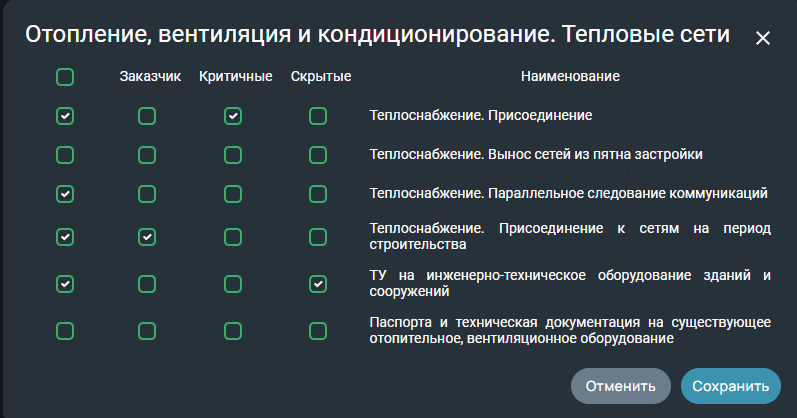 Отопление, вентиляция и кондиционирование. Тепловые сети
Заказчик Критичные Скрытые Наименование
Теплоснабжение. Присоединение
Теплоснабжение. Вынос сетей из пятна застройки
Теплоснабжение. Параллельное следование коммуникаций
Теплоснабжение. Присоединение к сетям на период
строительства
ТУ на инженерно-техническое оборудование зданий и
сооружений
Паспорта и техническая документация на существующее
отопительное, вентиляционное оборудование
Отменить Сохранить